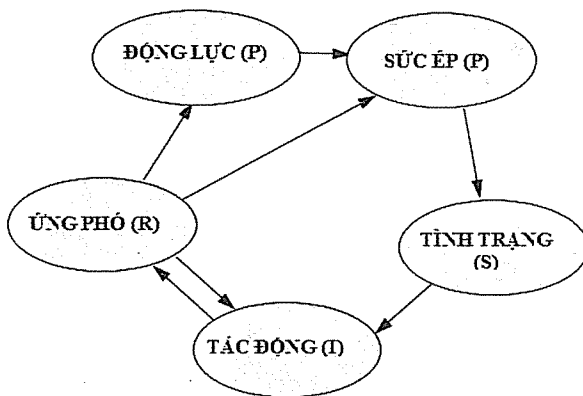 ĐỘNG LỰC (P)
SỨC ÉP (P)
ỨNG PHÓ (R)
TÌNH TRẠNG
(S)
TÁC ĐỘNG (I)